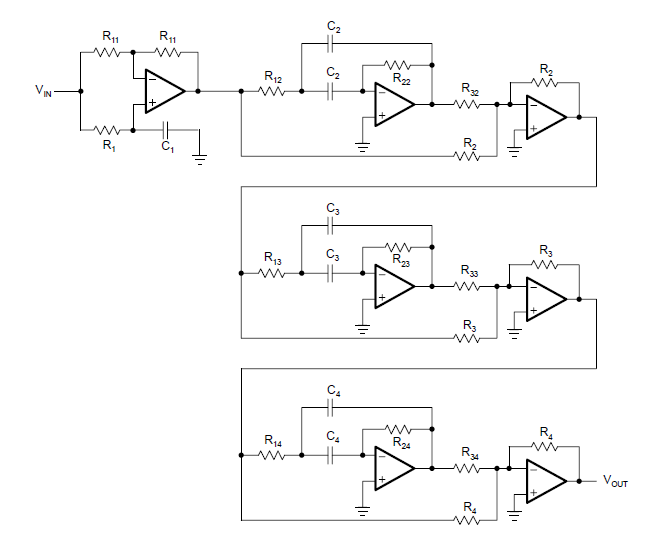 R11 R11
VIN
R1 C1
C2
R12 C2 R22
R32 R2
R2
C3
R13 C3 R23
R33 R3
R3
C4
R14 C4 R24
R34 R4
R4
VOUT
− +
− +
− +
− +
− +
− +
− +